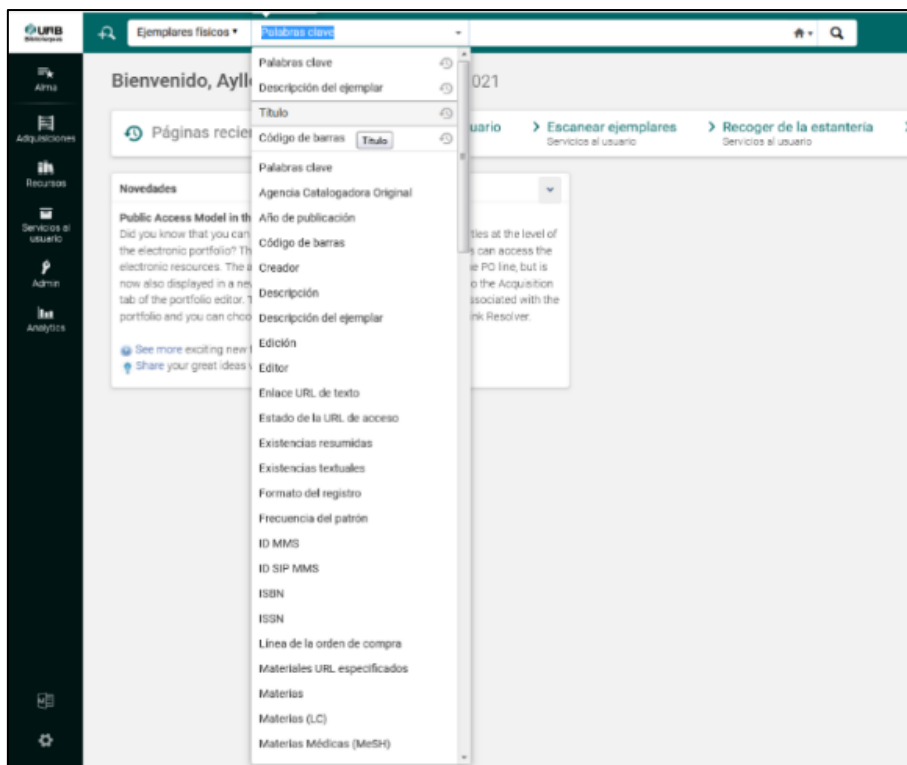 UAB
Biblioteques
Ejemplares físicos
Palabras clave
Alma
Adquisiciones
Recursos
Servicios al
usuario
Admin
Analytics
Bienvenido, Aylle
021
Páginas recien
uario
Escanear ejemplares
Servicios al usuario
Recoger de la estantería
Servicios al usuario
Palabras clave
Descripción del ejemplar
Título
Código de barras
Título
Palabras clave
Agencia Catalogadora Original
Año de publicación
Código de barras
Creador
Descripción
Descripción del ejemplar
Edición
Editor
Enlace URL de texto
Estado de la URL de acceso
Existencias resumidas
Existencias textuales
Formato del registro
Frecuencia del patrón
ID MMS
ID SIP MMS
ISBN
ISSN
Línea de la orden de compra
Materiales URL especificados
Materias
Materias (LC)
Materias Médicas (MeSH)
Novedades
Public Access Model in th
Did you know that you can
ties at the level of
the electronic portfolio? Th
s can access the
electronic resources. The a
e PO line, but is
now also displayed in a nev
o the Acquisition
tab of the portfolio editor. T
ssociated with the
portfolio and you can choo
nk Resolver.
See more exciting new f
Share your great ideas v